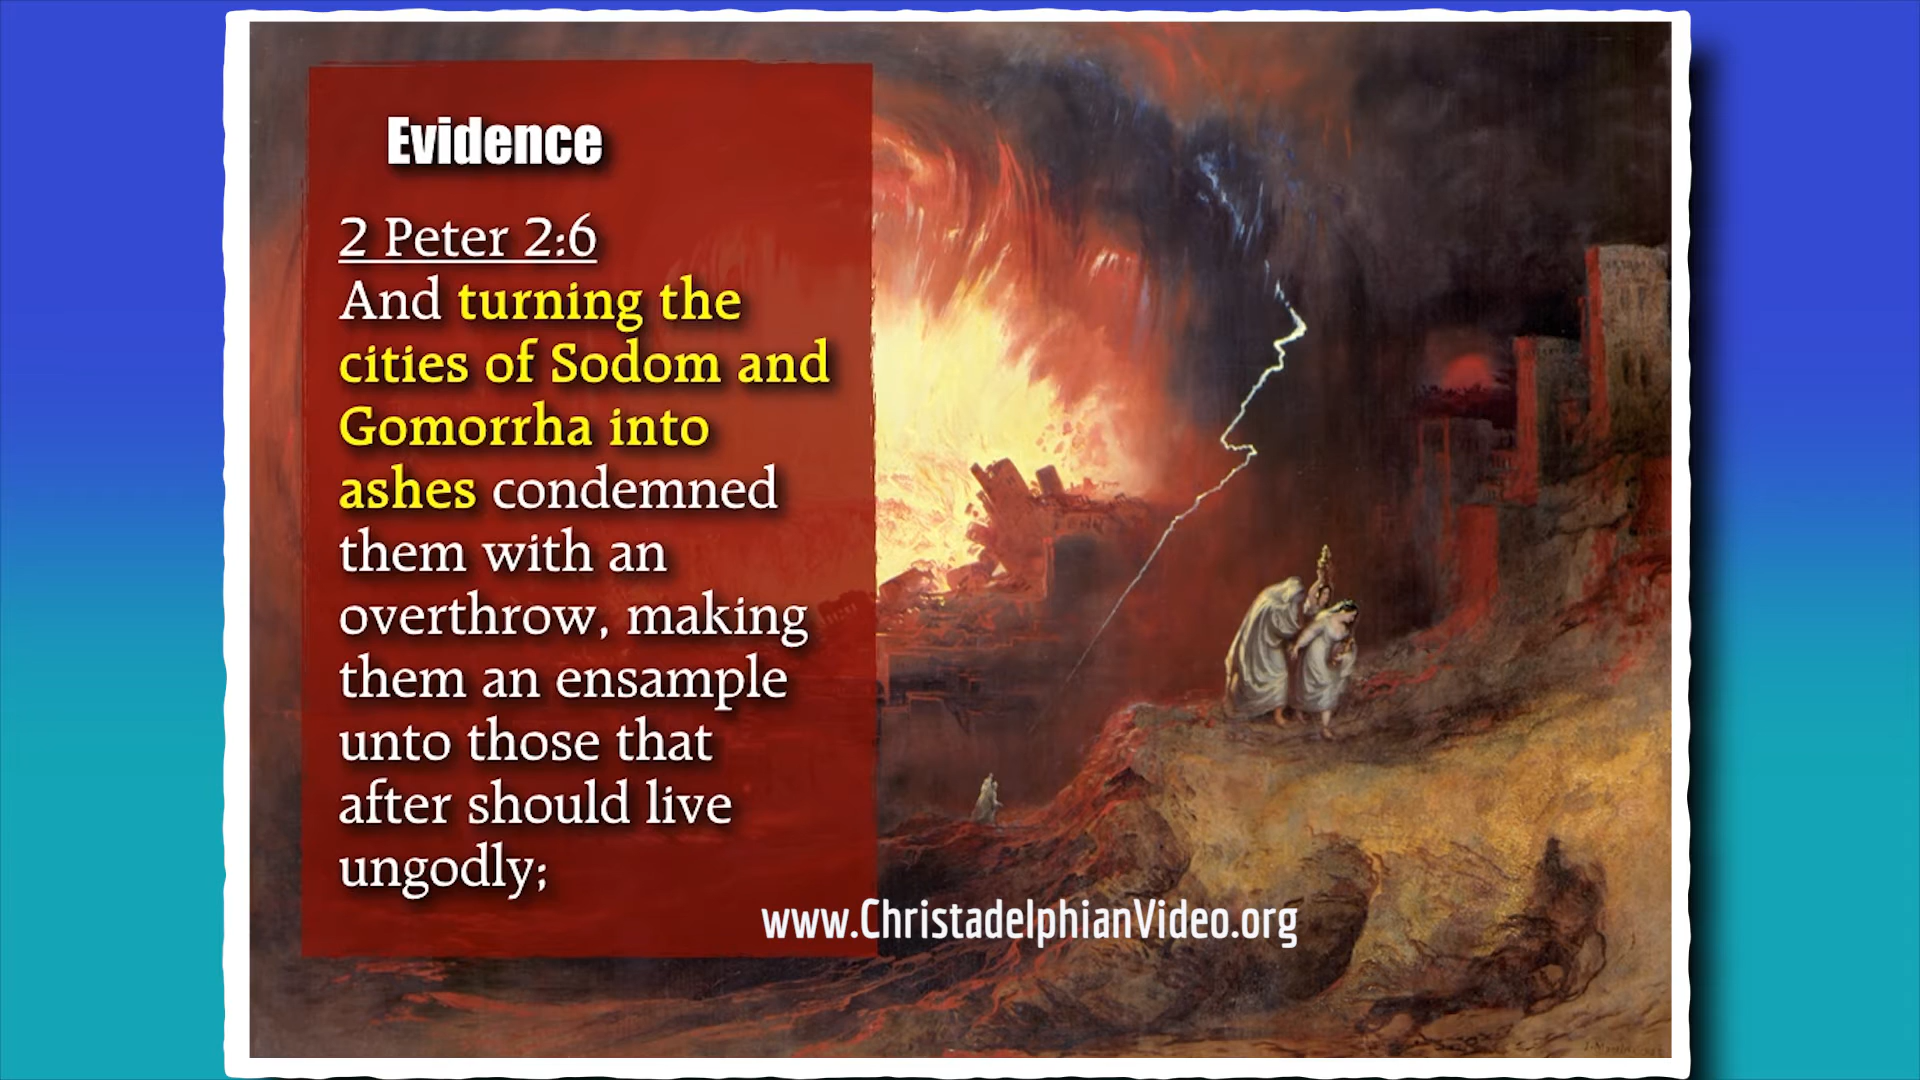 Evidence
2 Peter 2:6
And turning the
cities of Sodom and
Gomorrha into
ashes condemned
them with an
overthrow, making
them an ensample
unto those that
after should live
ungodly;
www.ChristadelphianVideo.org